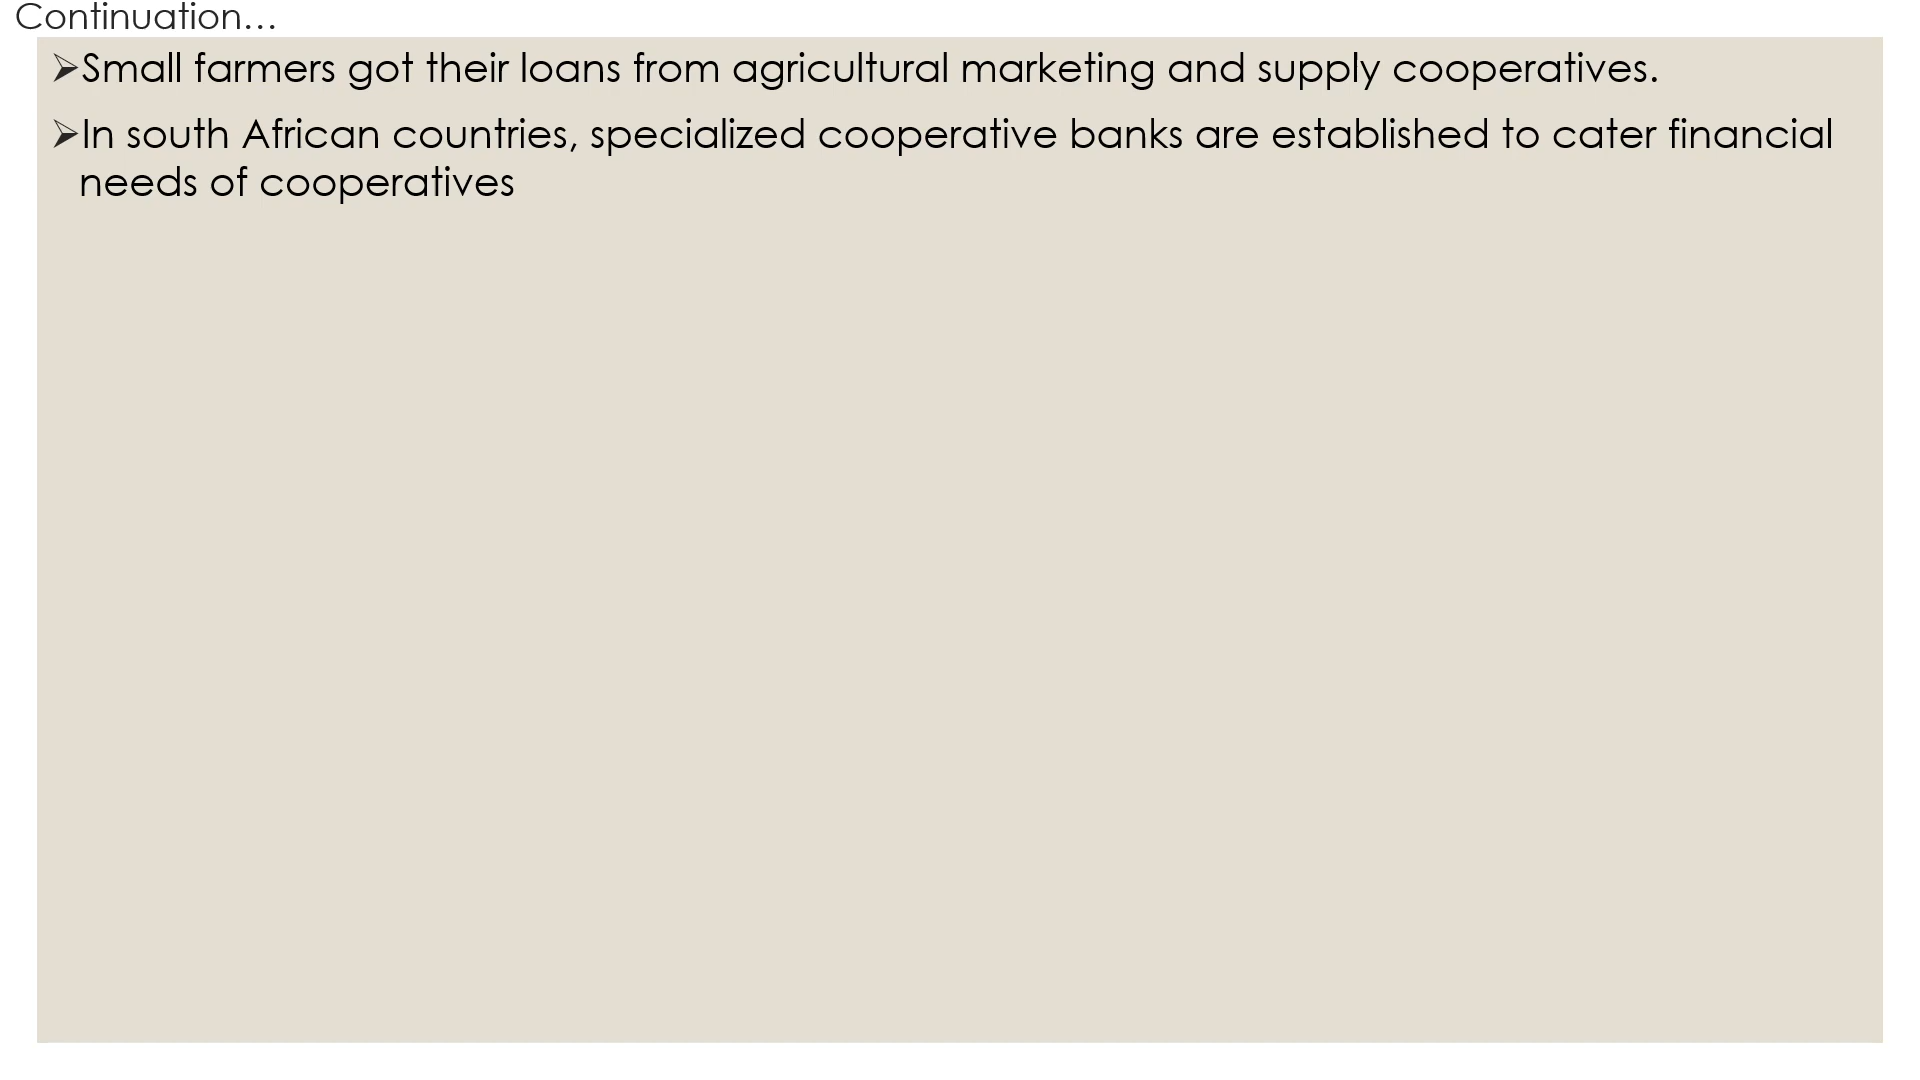 Continuation…
➢Small farmers got their loans from agricultural marketing and supply cooperatives.
➢In south African countries, specialized cooperative banks are established to cater financial
needs of cooperatives